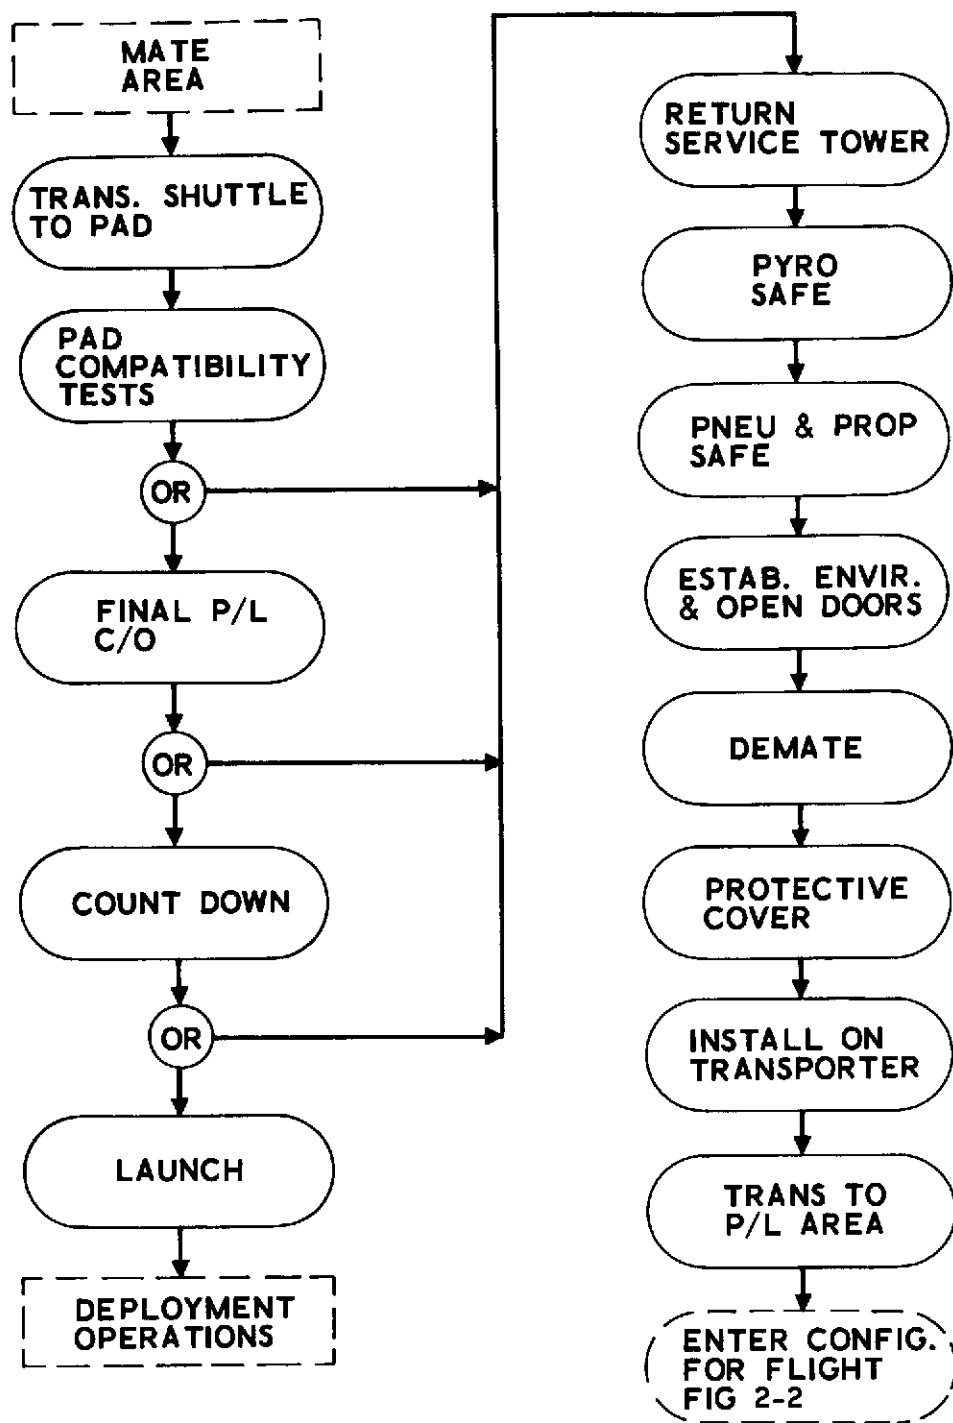 MATE
AREA
TRANS. SHUTTLE
TO PAD
PAD
COMPATIBILITY
TESTS
OR
FINAL P/L
C/O
OR
COUNT DOWN
OR
LAUNCH
DEPLOYMENT
OPERATIONS
RETURN
SERVICE TOWER
PYRO
SAFE
PNEU & PROP
SAFE
ESTAB. ENVIR.
& OPEN DOORS
DEMATE
PROTECTIVE
COVER
INSTALL ON
TRANSPORTER
TRANS TO
P/L AREA
ENTER CONFIG.
FOR FLIGHT
FIG 2-2